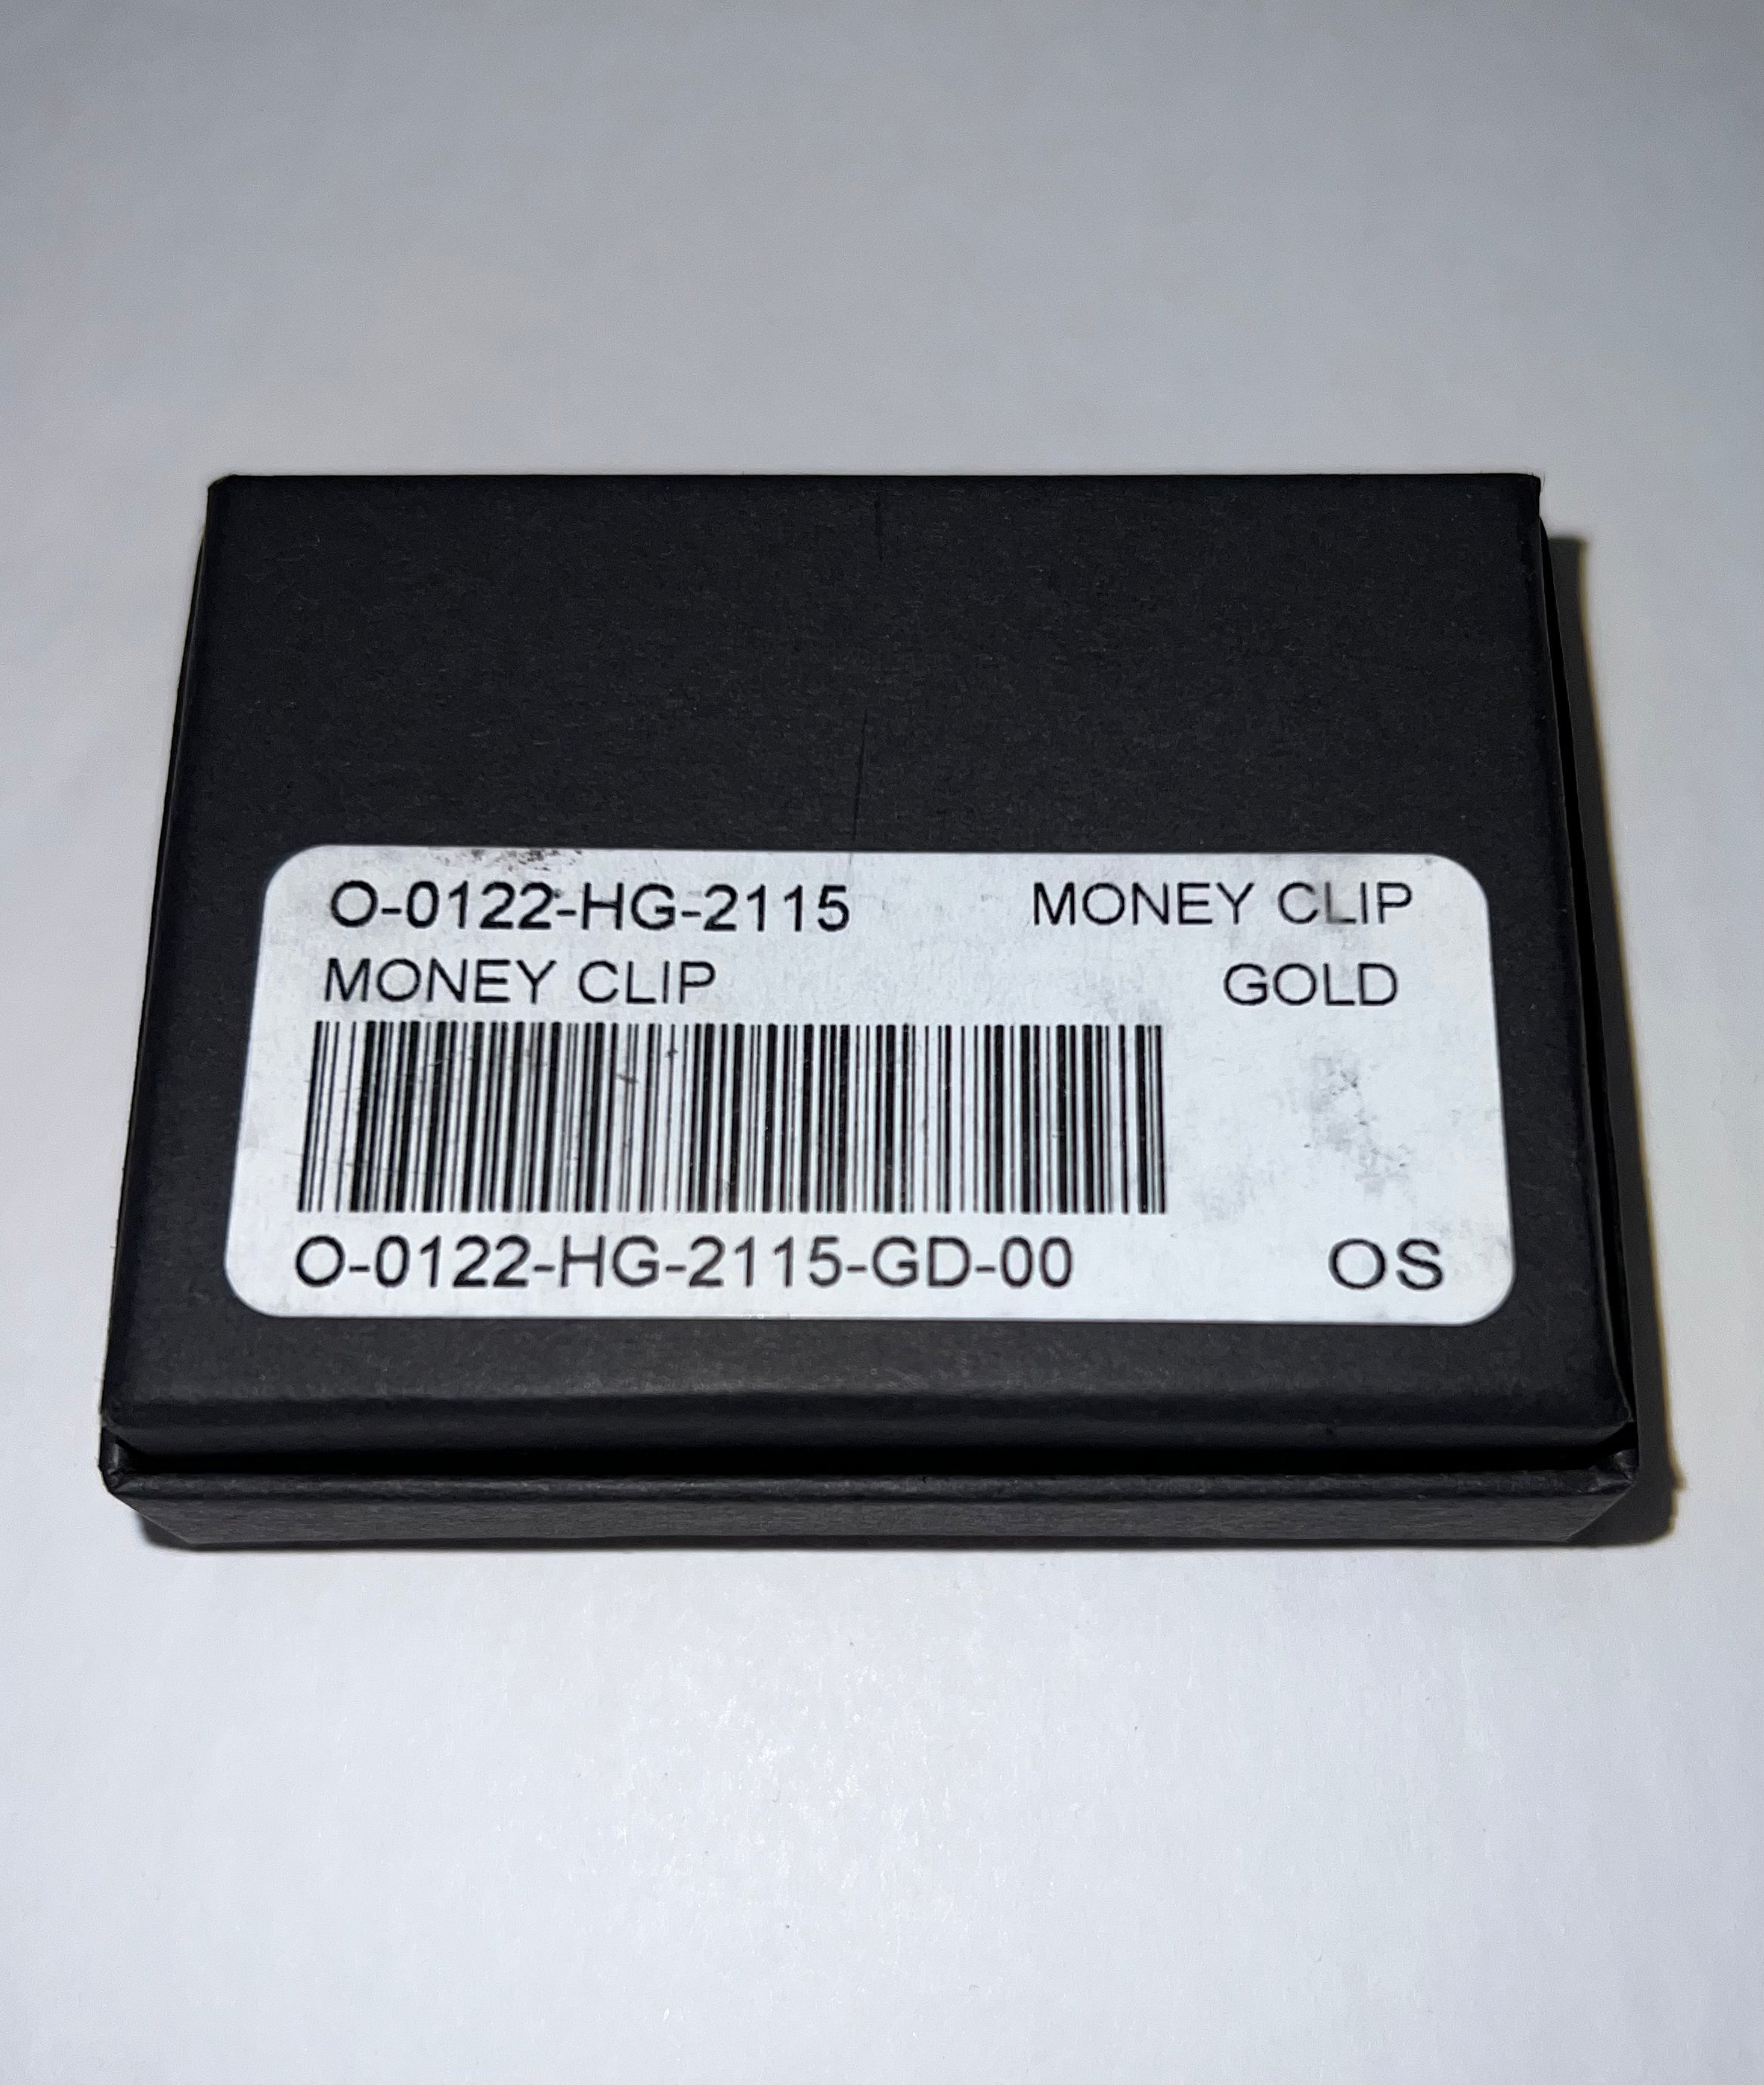 O-0122-HG-2115 MONEY CLIP
MONEY CLIP GOLD
O-0122-HG-2115-GD-00 OS